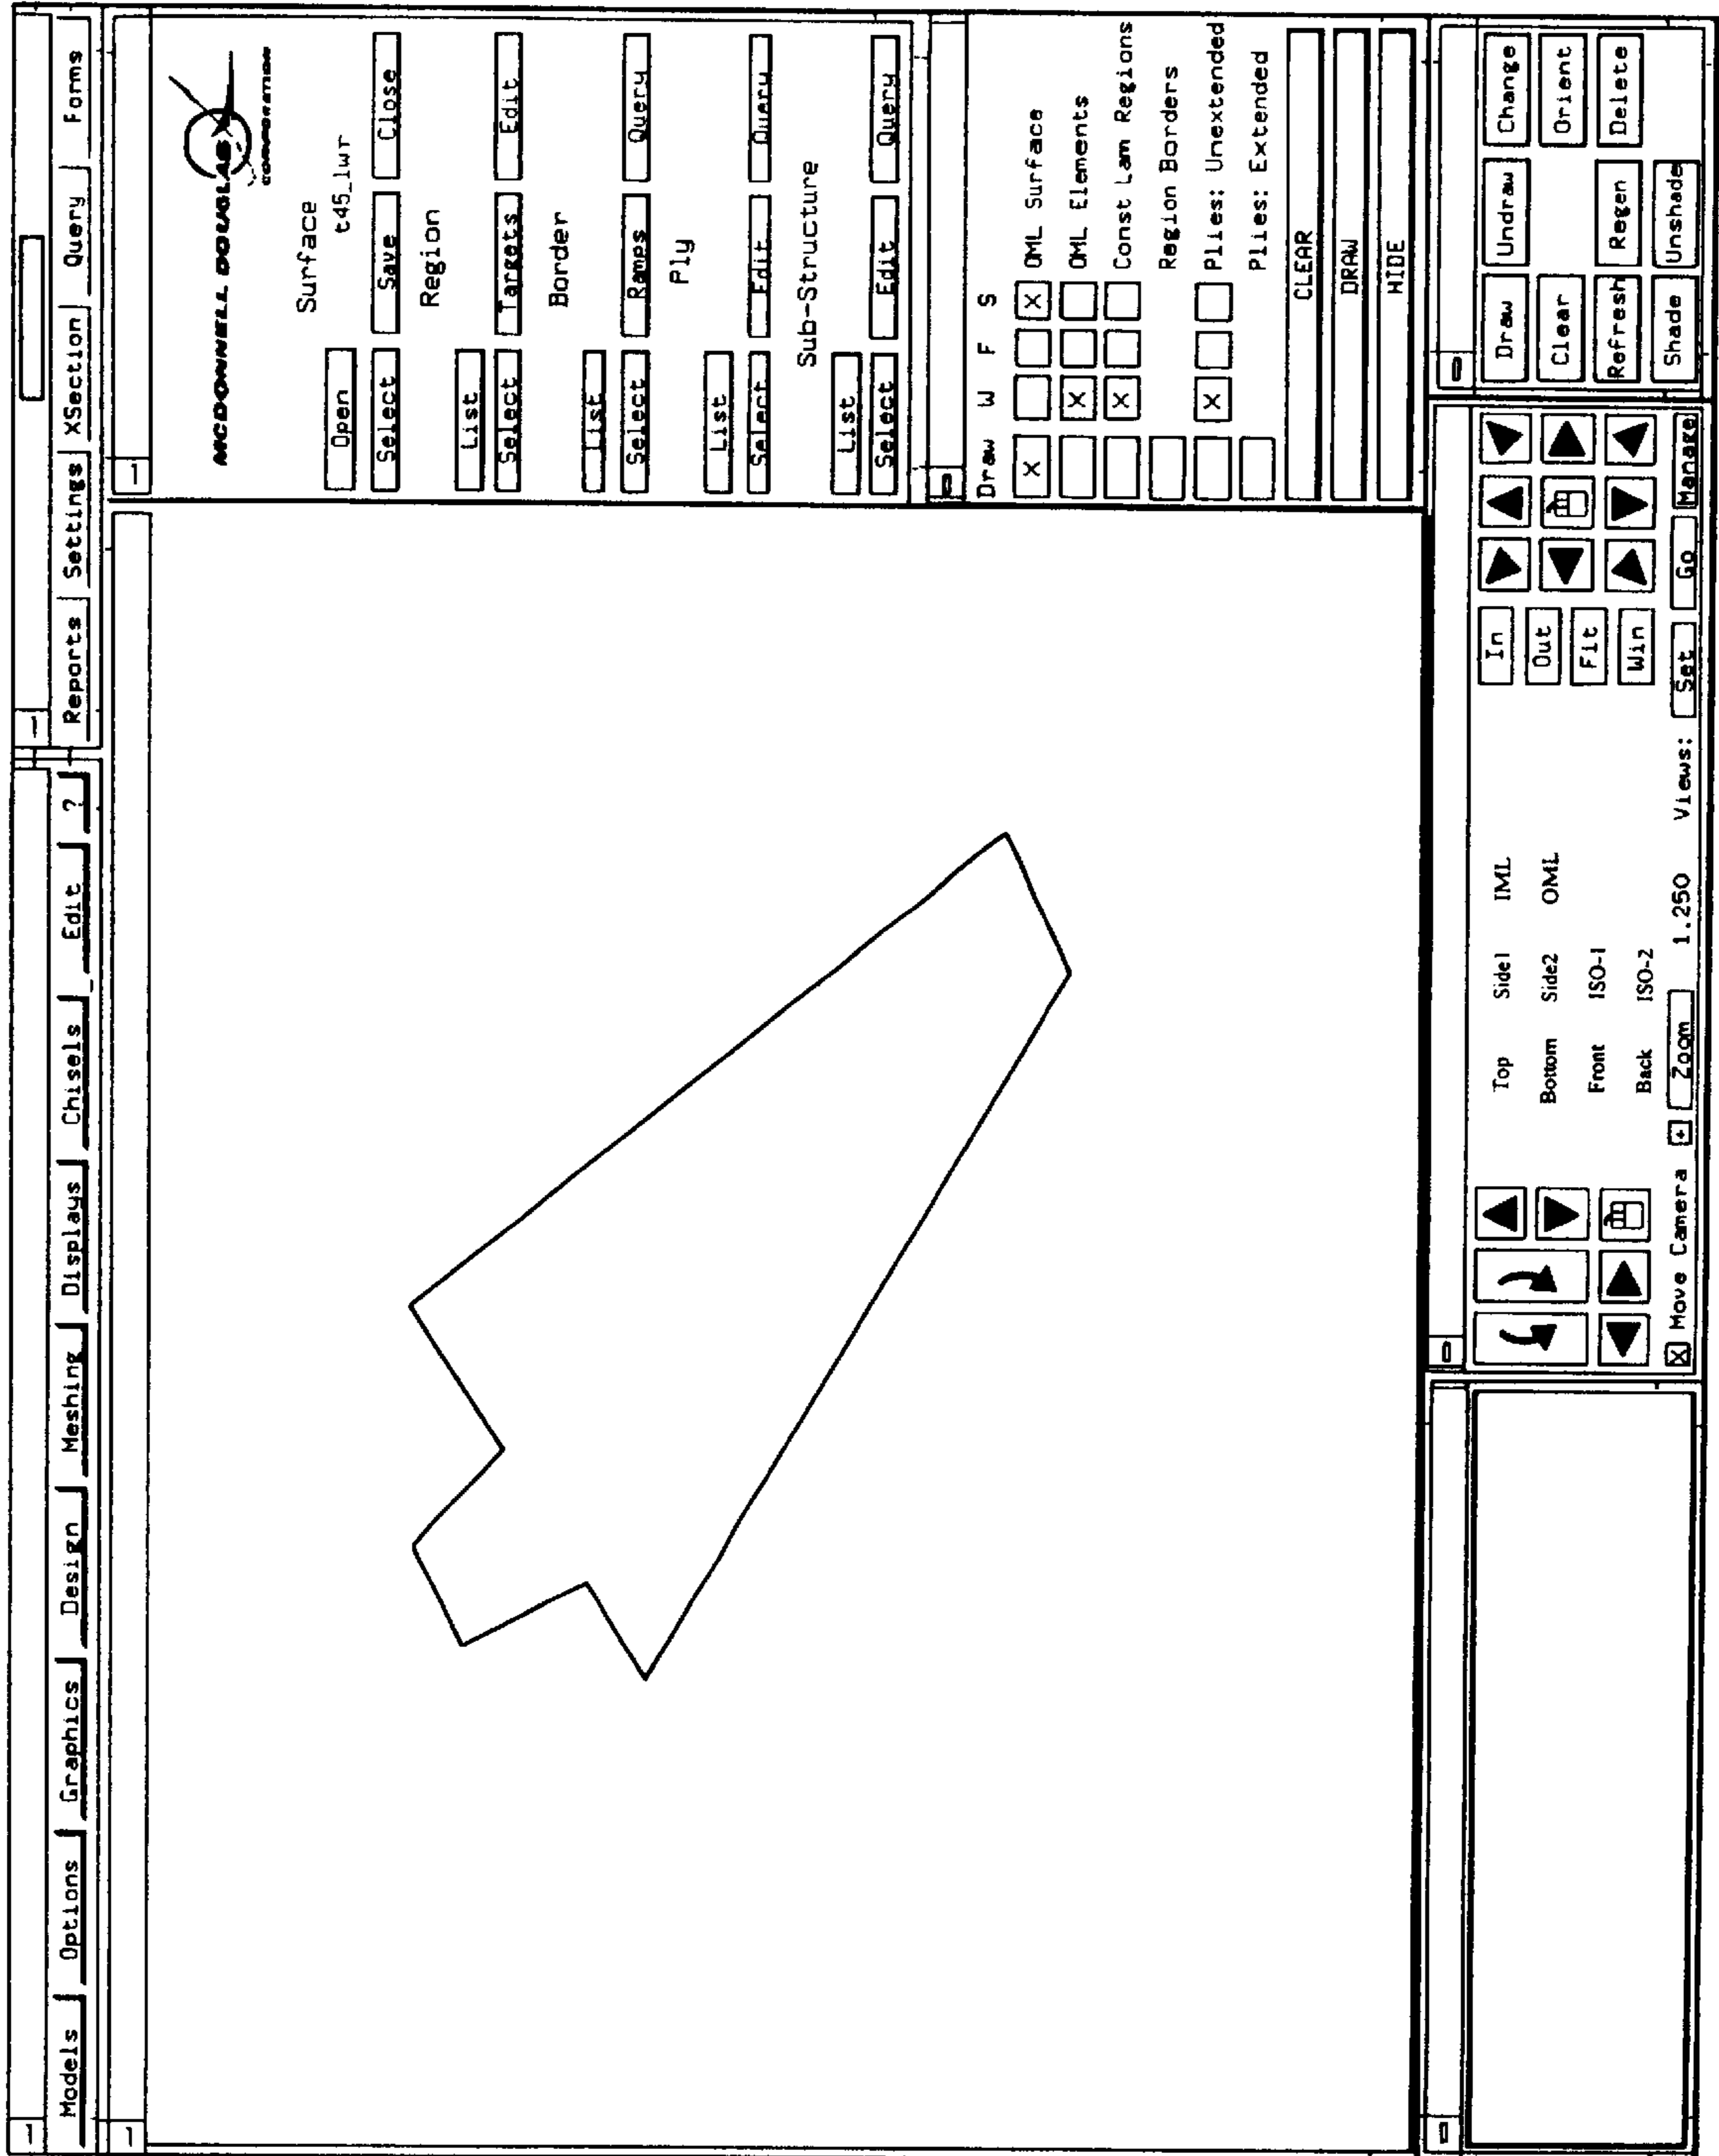 Models Options Graphics Design Meshing Displays Chisels Edit ?
Reports Settings XSection Query Forms
MCDONNELL DOUGLAS
CORPORATION
Surface
Open t45_lwr
Select Save Close
Region
List
Select Targets Edit
Border
List
Select Ramps Query
Ply
List
Select Edit Query
Sub-Structure
List
Select Edit Query
Draw W F S
X X OML Surface
X OML Elements
X Const Lam Regions
Region Borders
X Plies: Unextended
Plies: Extended
CLEAR
DRAW
HIDE
Top Side1 IML In
Bottom Side2 OML Out
Front ISO-1 Fit
Back ISO-2 Win
X Move Camera + Zoom 1.250 Views: Set Go Manage
Draw Undraw Change
Clear Orient
Refresh Regen Delete
Shade Unshade